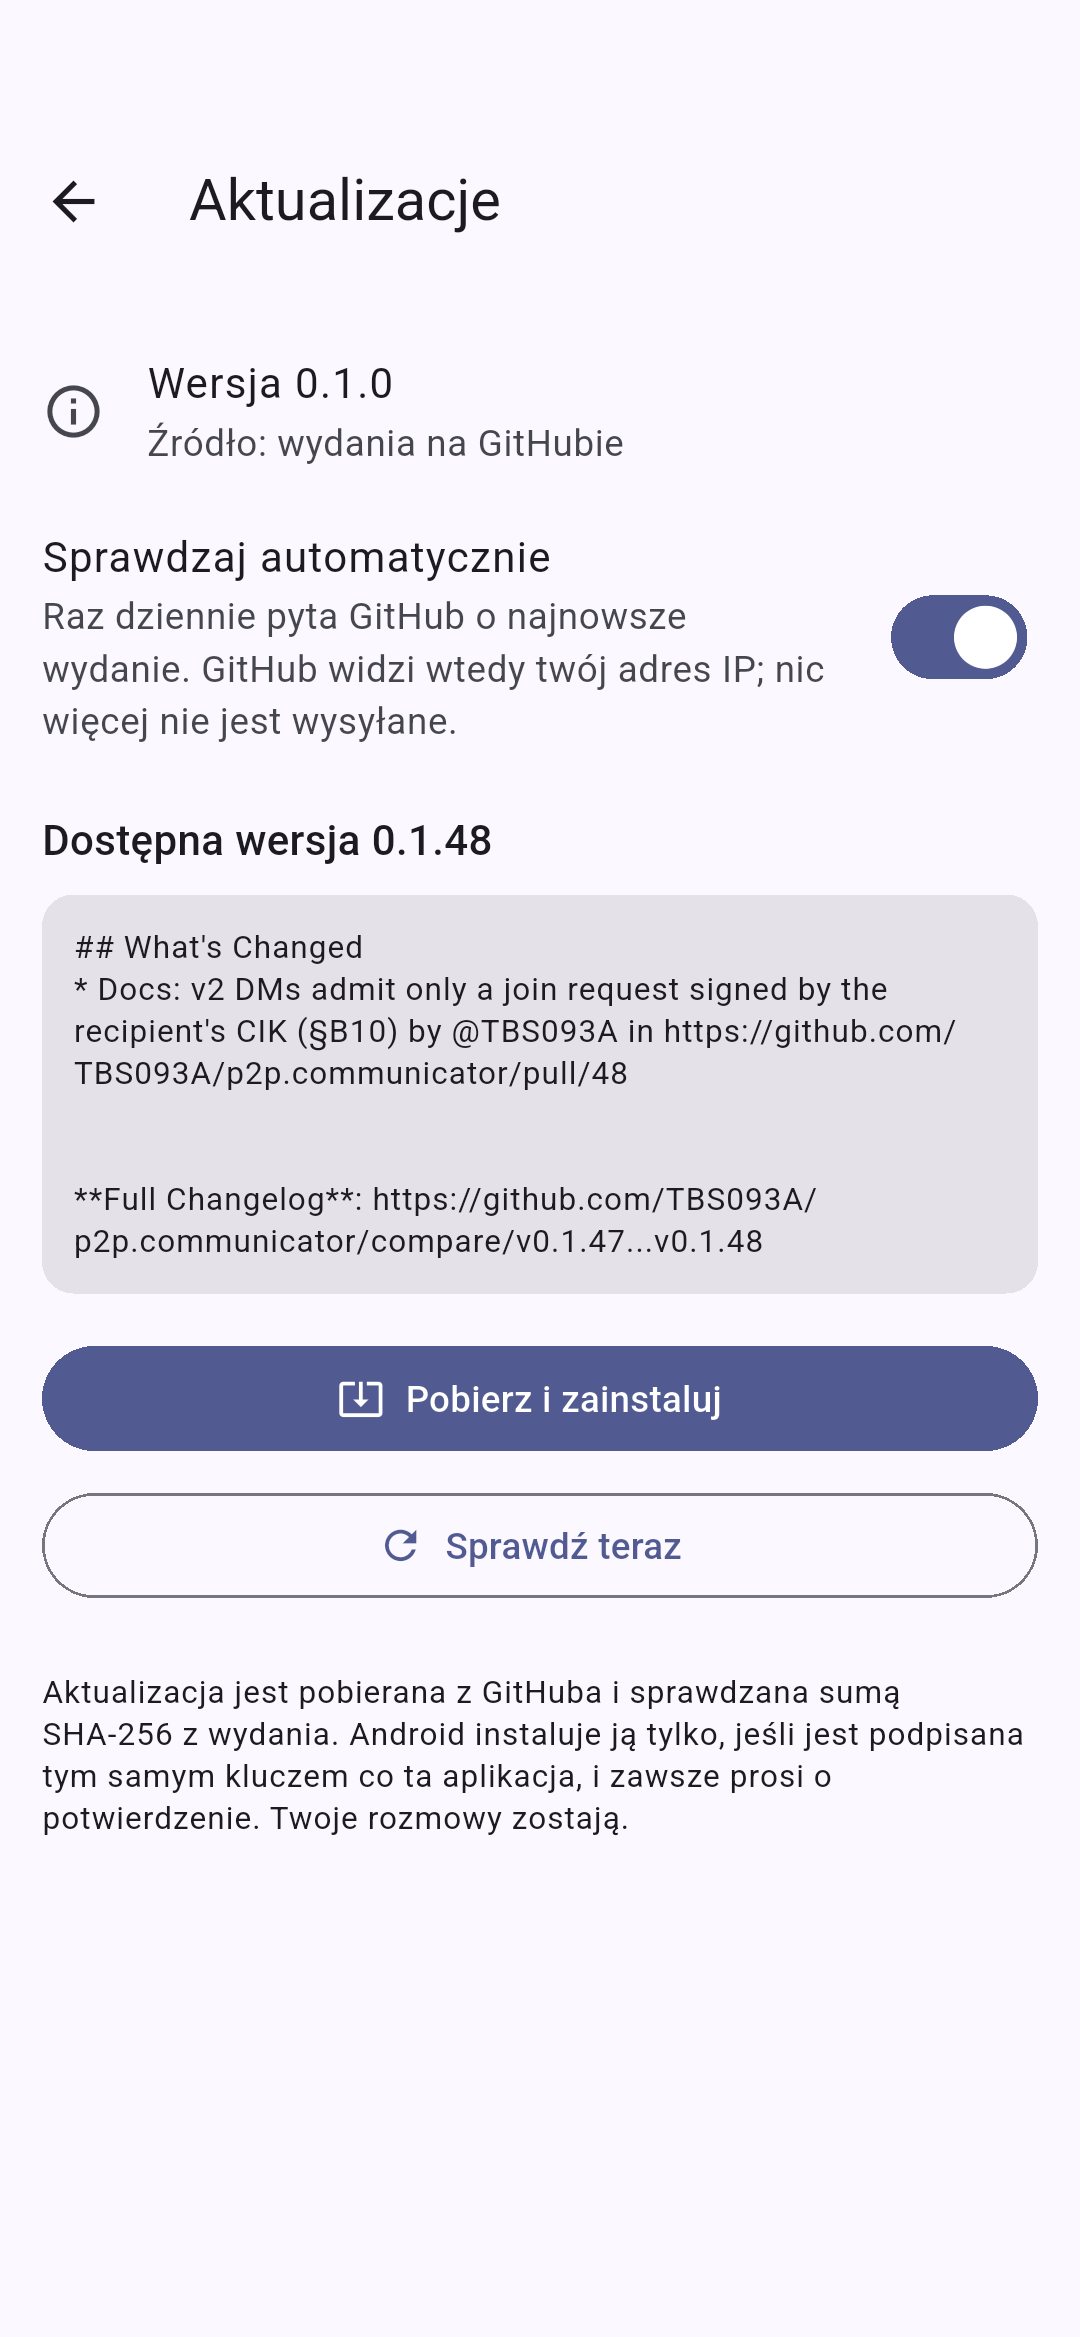 Aktualizacje
Wersja 0.1.0
Źródło: wydania na GitHubie
Sprawdzaj automatycznie
Raz dziennie pyta GitHub o najnowsze
wydanie. GitHub widzi wtedy twój adres IP; nic
więcej nie jest wysyłane.
Dostępna wersja 0.1.48
## What's Changed
* Docs: v2 DMs admit only a join request signed by the
recipient's CIK (§B10) by @TBS093A in https://github.com/
TBS093A/p2p.communicator/pull/48
**Full Changelog**: https://github.com/TBS093A/
p2p.communicator/compare/v0.1.47...v0.1.48
Pobierz i zainstaluj
Sprawdź teraz
Aktualizacja jest pobierana z GitHuba i sprawdzana sumą
SHA-256 z wydania. Android instaluje ją tylko, jeśli jest podpisana
tym samym kluczem co ta aplikacja, i zawsze prosi o
potwierdzenie. Twoje rozmowy zostają.